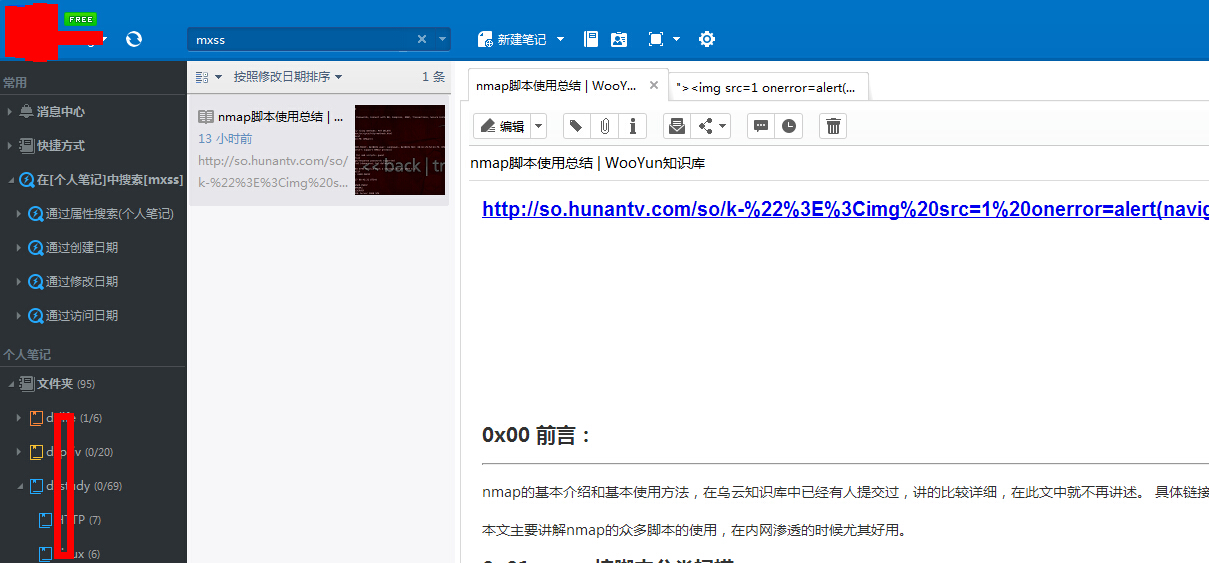 FREE
mxss
新建笔记
常用
消息中心
快捷方式
在[个人笔记]中搜索[mxss]
通过属性搜索(个人笔记)
通过创建日期
通过修改日期
通过访问日期
个人笔记
文件夹 (95)
(1/6)
(0/20)
(0/69)
(7)
(6)
按照修改日期排序
1 条
nmap脚本使用总结 | ...
13 小时前
http://so.hunantv.com/so/
k-%22%3E%3Cimg%20s...
<< back | tr
nmap脚本使用总结 | WooY...
"><img src=1 onerror=alert(...
编辑
nmap脚本使用总结 | WooYun知识库
http://so.hunantv.com/so/k-%22%3E%3Cimg%20src=1%20onerror=alert(navig
0x00 前言：
nmap的基本介绍和基本使用方法，在乌云知识库中已经有人提交过，讲的比较详细，在此文中就不再讲述。 具体链接
本文主要讲解nmap的众多脚本的使用，在内网渗透的时候尤其好用。